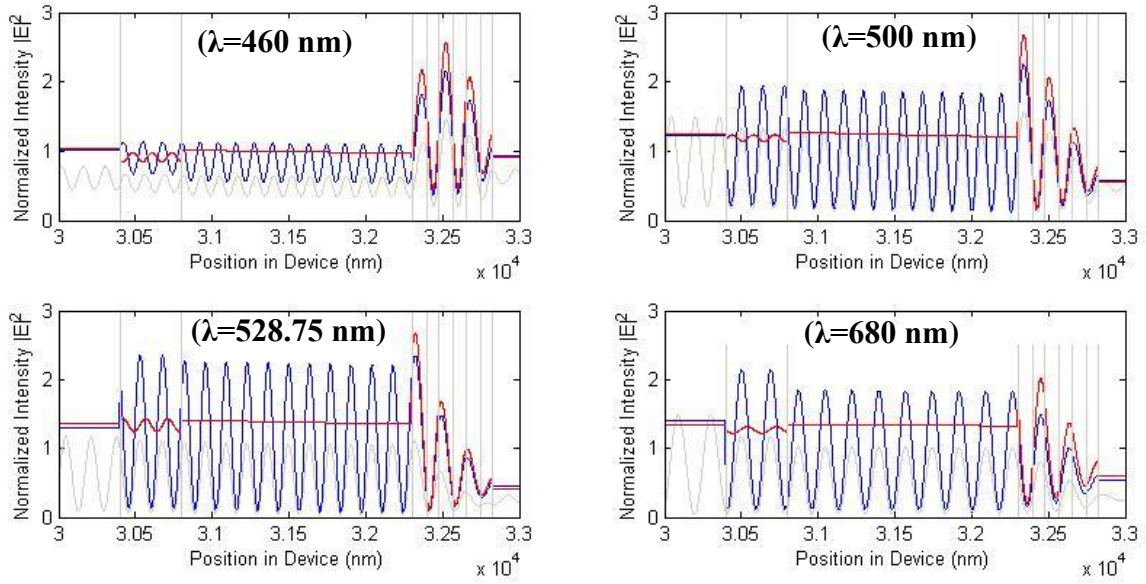 (λ=460 nm)
Normalized Intensity |E|²
3
2
1
0
3 3.05 3.1 3.15 3.2 3.25 3.3
Position in Device (nm)
x 10⁴
(λ=500 nm)
Normalized Intensity |E|²
3
2
1
0
3 3.05 3.1 3.15 3.2 3.25 3.3
Position in Device (nm)
x 10⁴
(λ=528.75 nm)
Normalized Intensity |E|²
3
2
1
0
3 3.05 3.1 3.15 3.2 3.25 3.3
Position in Device (nm)
x 10⁴
(λ=680 nm)
Normalized Intensity |E|²
3
2
1
0
3 3.05 3.1 3.15 3.2 3.25 3.3
Position in Device (nm)
x 10⁴